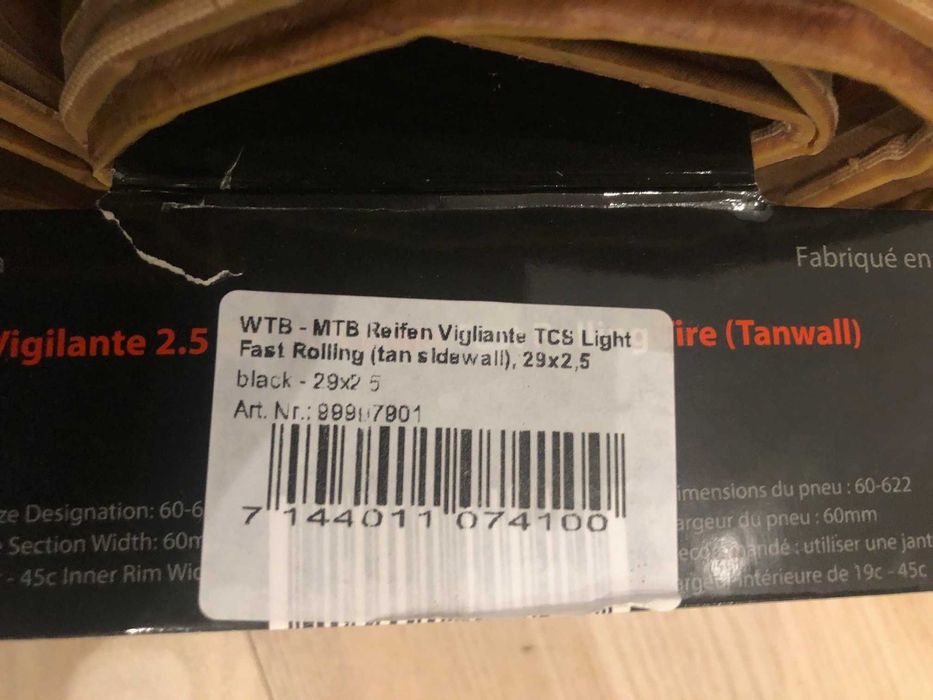 Fabriqué en
Vigilante 2.5
ire (Tanwall)
WTB - MTB Reifen Vigliante TCS Light
Fast Rolling (tan sidewall), 29x2,5
black - 29x2 5
Art. Nr.:
7 144011 074100
ze Designation: 60-6
Section Width: 60m
- 45c Inner Rim Wid
imensions du pneu : 60-622
argeur du pneu : 60mm
: utiliser une jant
intérieure de 19c - 45c